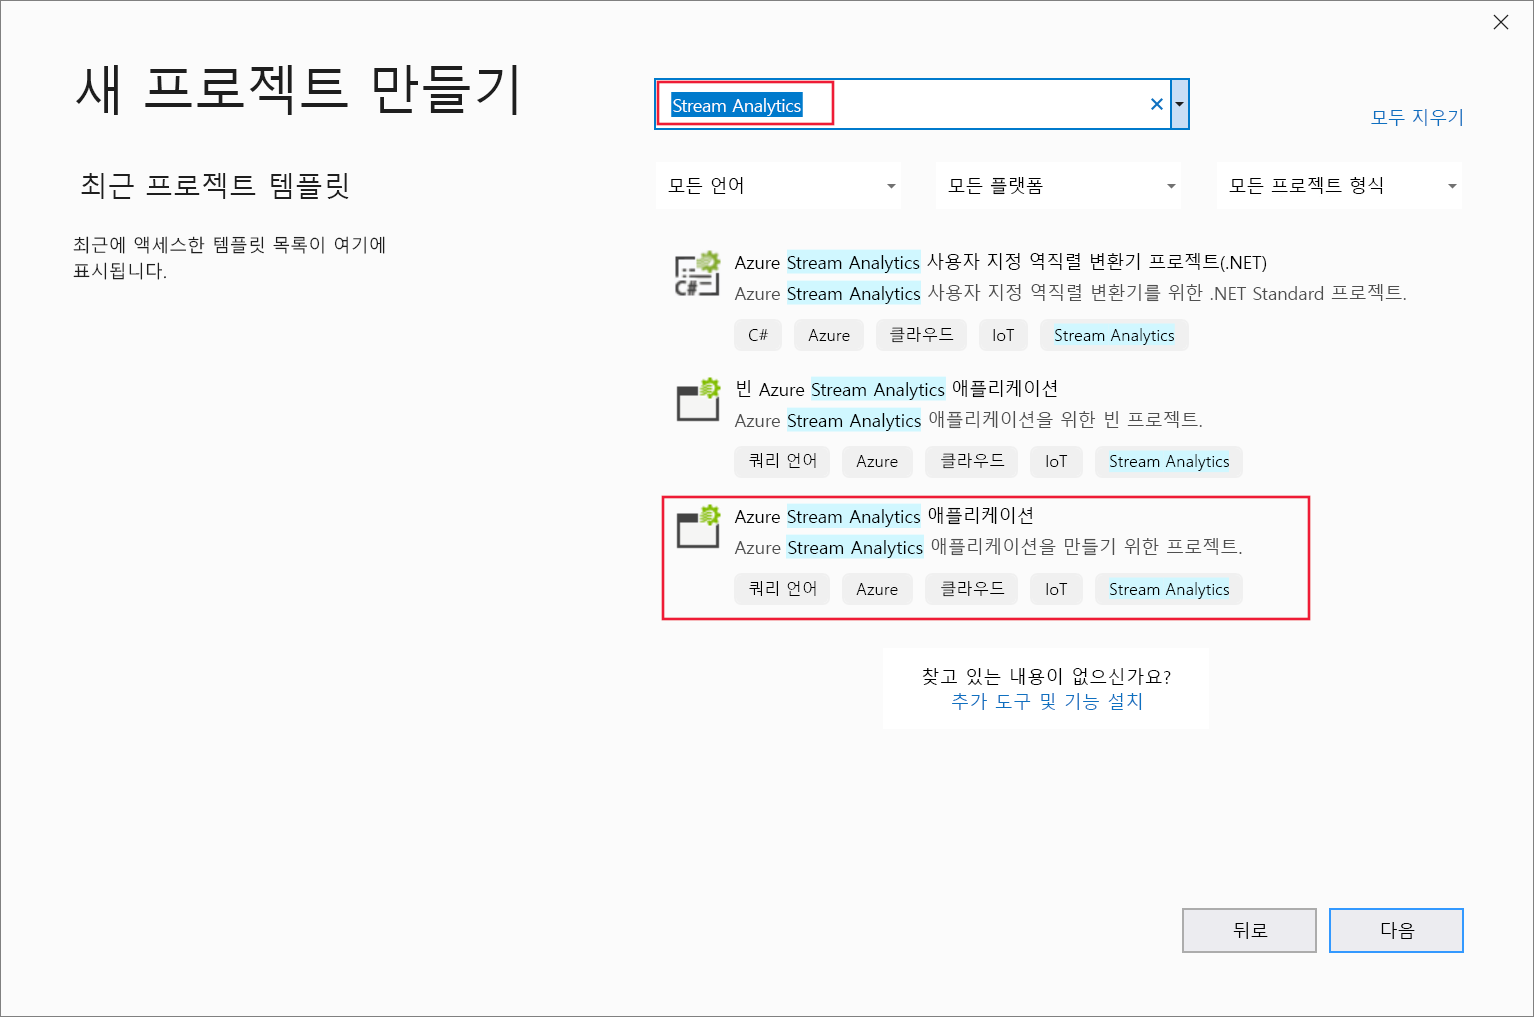 새 프로젝트 만들기
Stream Analytics
모두 지우기
최근 프로젝트 템플릿
최근에 액세스한 템플릿 목록이 여기에
표시됩니다.
모든 언어
모든 플랫폼
모든 프로젝트 형식
C#
Azure Stream Analytics 사용자 지정 역직렬 변환기 프로젝트(.NET)
Azure Stream Analytics 사용자 지정 역직렬 변환기를 위한 .NET Standard 프로젝트.
C# Azure 클라우드 IoT Stream Analytics
빈 Azure Stream Analytics 애플리케이션
Azure Stream Analytics 애플리케이션을 위한 빈 프로젝트.
쿼리 언어 Azure 클라우드 IoT Stream Analytics
Azure Stream Analytics 애플리케이션
Azure Stream Analytics 애플리케이션을 만들기 위한 프로젝트.
쿼리 언어 Azure 클라우드 IoT Stream Analytics
찾고 있는 내용이 없으신가요?
추가 도구 및 기능 설치
뒤로
다음